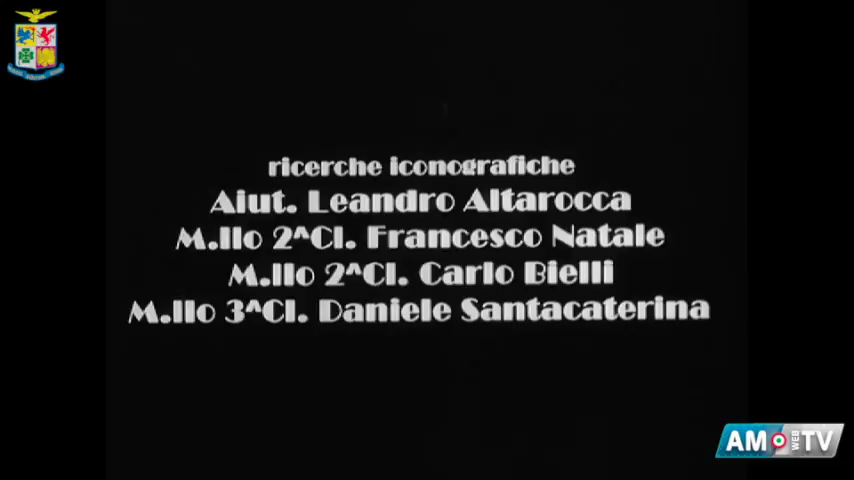 ricerche iconografiche
Aiut. Leandro Altarocca
M.llo 2^Cl. Francesco Natale
M.llo 2^Cl. Carlo Bielli
M.llo 3^Cl. Daniele Santacaterina
AM WEB TV